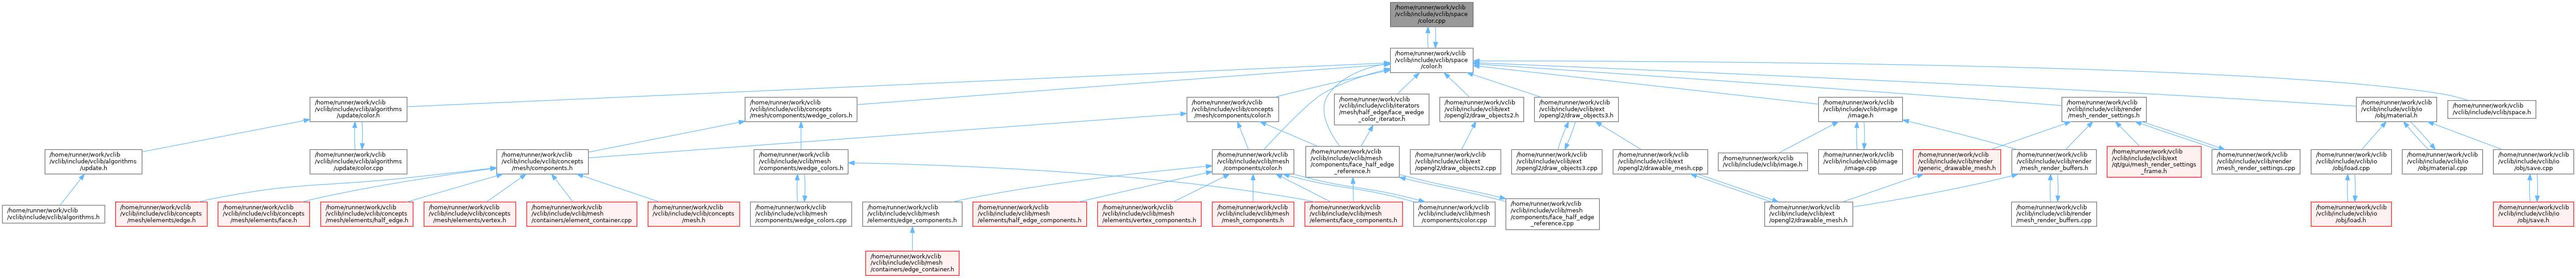 /home/runner/work/vclib
/vclib/include/vclib/space
/color.cpp
/home/runner/work/vclib
/vclib/include/vclib/space
/color.h
/home/runner/work/vclib
/vclib/include/vclib/algorithms
/update/color.h
/home/runner/work/vclib
/vclib/include/vclib/concepts
/mesh/components/wedge_colors.h
/home/runner/work/vclib
/vclib/include/vclib/concepts
/mesh/components/color.h
/home/runner/work/vclib
/vclib/include/vclib/iterators
/mesh/half_edge/face_wedge
_color_iterator.h
/home/runner/work/vclib
/vclib/include/vclib/ext
/opengl2/draw_objects2.h
/home/runner/work/vclib
/vclib/include/vclib/ext
/opengl2/draw_objects3.h
/home/runner/work/vclib
/vclib/include/vclib/image
/image.h
/home/runner/work/vclib
/vclib/include/vclib/render
/mesh_render_settings.h
/home/runner/work/vclib
/vclib/include/vclib/io
/obj/material.h
/home/runner/work/vclib
/vclib/include/vclib/space.h
/home/runner/work/vclib
/vclib/include/vclib/algorithms
/update.h
/home/runner/work/vclib
/vclib/include/vclib/algorithms
/update/color.cpp
/home/runner/work/vclib
/vclib/include/vclib/concepts
/mesh/components.h
/home/runner/work/vclib
/vclib/include/vclib/mesh
/components/wedge_colors.h
/home/runner/work/vclib
/vclib/include/vclib/mesh
/components/color.h
/home/runner/work/vclib
/vclib/include/vclib/mesh
/components/face_half_edge
_reference.h
/home/runner/work/vclib
/vclib/include/vclib/ext
/opengl2/draw_objects2.cpp
/home/runner/work/vclib
/vclib/include/vclib/ext
/opengl2/draw_objects3.cpp
/home/runner/work/vclib
/vclib/include/vclib/ext
/opengl2/drawable_mesh.cpp
/home/runner/work/vclib
/vclib/include/vclib/image.h
/home/runner/work/vclib
/vclib/include/vclib/image
/image.cpp
/home/runner/work/vclib
/vclib/include/vclib/render
/generic_drawable_mesh.h
/home/runner/work/vclib
/vclib/include/vclib/render
/mesh_render_buffers.h
/home/runner/work/vclib
/vclib/include/vclib/ext
/qt/gui/mesh_render_settings
_frame.h
/home/runner/work/vclib
/vclib/include/vclib/render
/mesh_render_settings.cpp
/home/runner/work/vclib
/vclib/include/vclib/io
/obj/load.cpp
/home/runner/work/vclib
/vclib/include/vclib/io
/obj/material.cpp
/home/runner/work/vclib
/vclib/include/vclib/io
/obj/save.cpp
/home/runner/work/vclib
/vclib/include/vclib/algorithms.h
/home/runner/work/vclib
/vclib/include/vclib/concepts
/mesh/elements/edge.h
/home/runner/work/vclib
/vclib/include/vclib/concepts
/mesh/elements/face.h
/home/runner/work/vclib
/vclib/include/vclib/concepts
/mesh/elements/half_edge.h
/home/runner/work/vclib
/vclib/include/vclib/concepts
/mesh/elements/vertex.h
/home/runner/work/vclib
/vclib/include/vclib/mesh
/containers/element_container.cpp
/home/runner/work/vclib
/vclib/include/vclib/concepts
/mesh.h
/home/runner/work/vclib
/vclib/include/vclib/mesh
/components/wedge_colors.cpp
/home/runner/work/vclib
/vclib/include/vclib/mesh
/elements/edge_components.h
/home/runner/work/vclib
/vclib/include/vclib/mesh
/elements/half_edge_components.h
/home/runner/work/vclib
/vclib/include/vclib/mesh
/elements/vertex_components.h
/home/runner/work/vclib
/vclib/include/vclib/mesh
/mesh_components.h
/home/runner/work/vclib
/vclib/include/vclib/mesh
/elements/face_components.h
/home/runner/work/vclib
/vclib/include/vclib/mesh
/components/color.cpp
/home/runner/work/vclib
/vclib/include/vclib/mesh
/components/face_half_edge
_reference.cpp
/home/runner/work/vclib
/vclib/include/vclib/ext
/opengl2/drawable_mesh.h
/home/runner/work/vclib
/vclib/include/vclib/render
/mesh_render_buffers.cpp
/home/runner/work/vclib
/vclib/include/vclib/io
/obj/load.h
/home/runner/work/vclib
/vclib/include/vclib/io
/obj/save.h
/home/runner/work/vclib
/vclib/include/vclib/mesh
/containers/edge_container.h